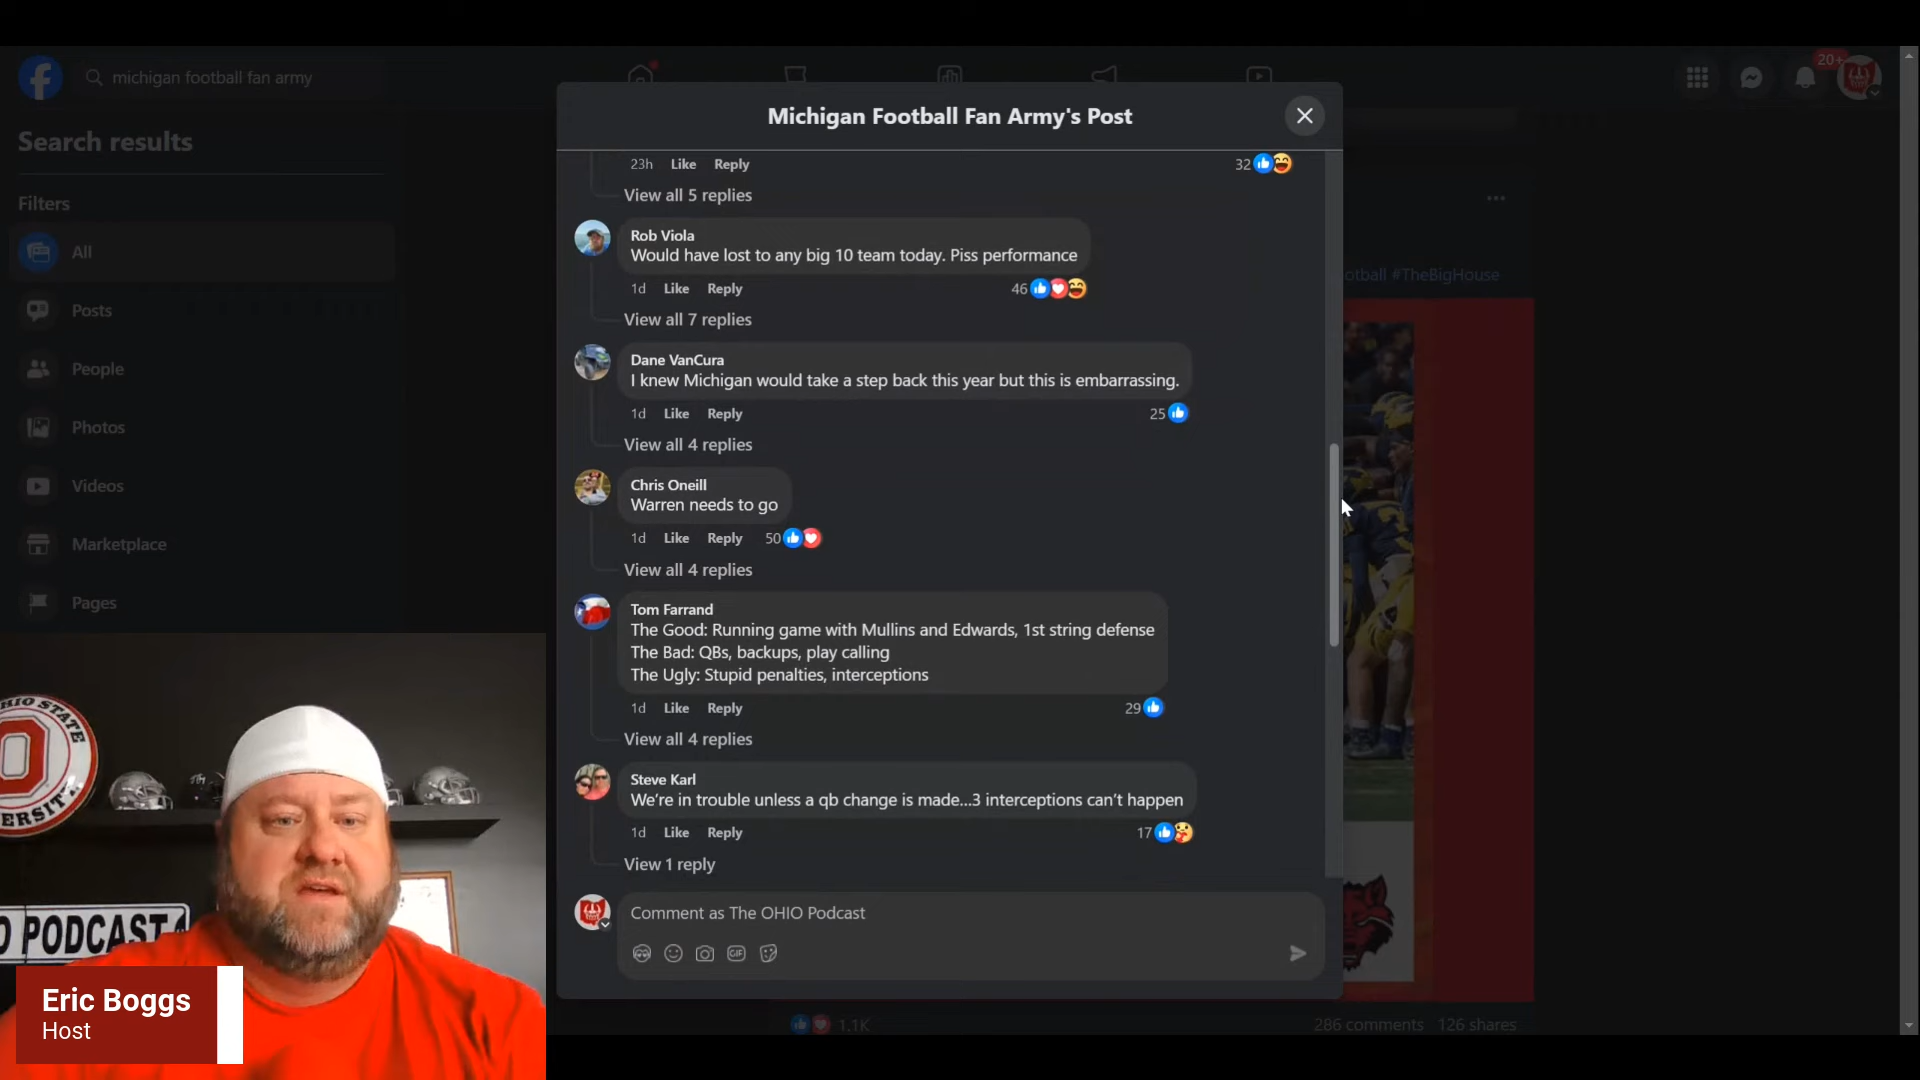 michigan football fan army
20+
Search results
Filters
All
Posts
People
Photos
Videos
Marketplace
Pages
Michigan Football Fan Army's Post
23h Like Reply 32
View all 5 replies
Rob Viola
Would have lost to any big 10 team today. Piss performance
1d Like Reply 46
View all 7 replies
Dane VanCura
I knew Michigan would take a step back this year but this is embarrassing.
1d Like Reply 25
View all 4 replies
Chris Oneill
Warren needs to go
1d Like Reply 50
View all 4 replies
Tom Farrand
The Good: Running game with Mullins and Edwards, 1st string defense
The Bad: QBs, backups, play calling
The Ugly: Stupid penalties, interceptions
1d Like Reply 29
View all 4 replies
Steve Karl
We're in trouble unless a qb change is made...3 interceptions can't happen
1d Like Reply 17
View 1 reply
Comment as The OHIO Podcast
GIF
otball #TheBigHouse
1.1K 286 comments 126 shares
HIO STATE
ERSIT
O PODCAST
Eric Boggs
Host